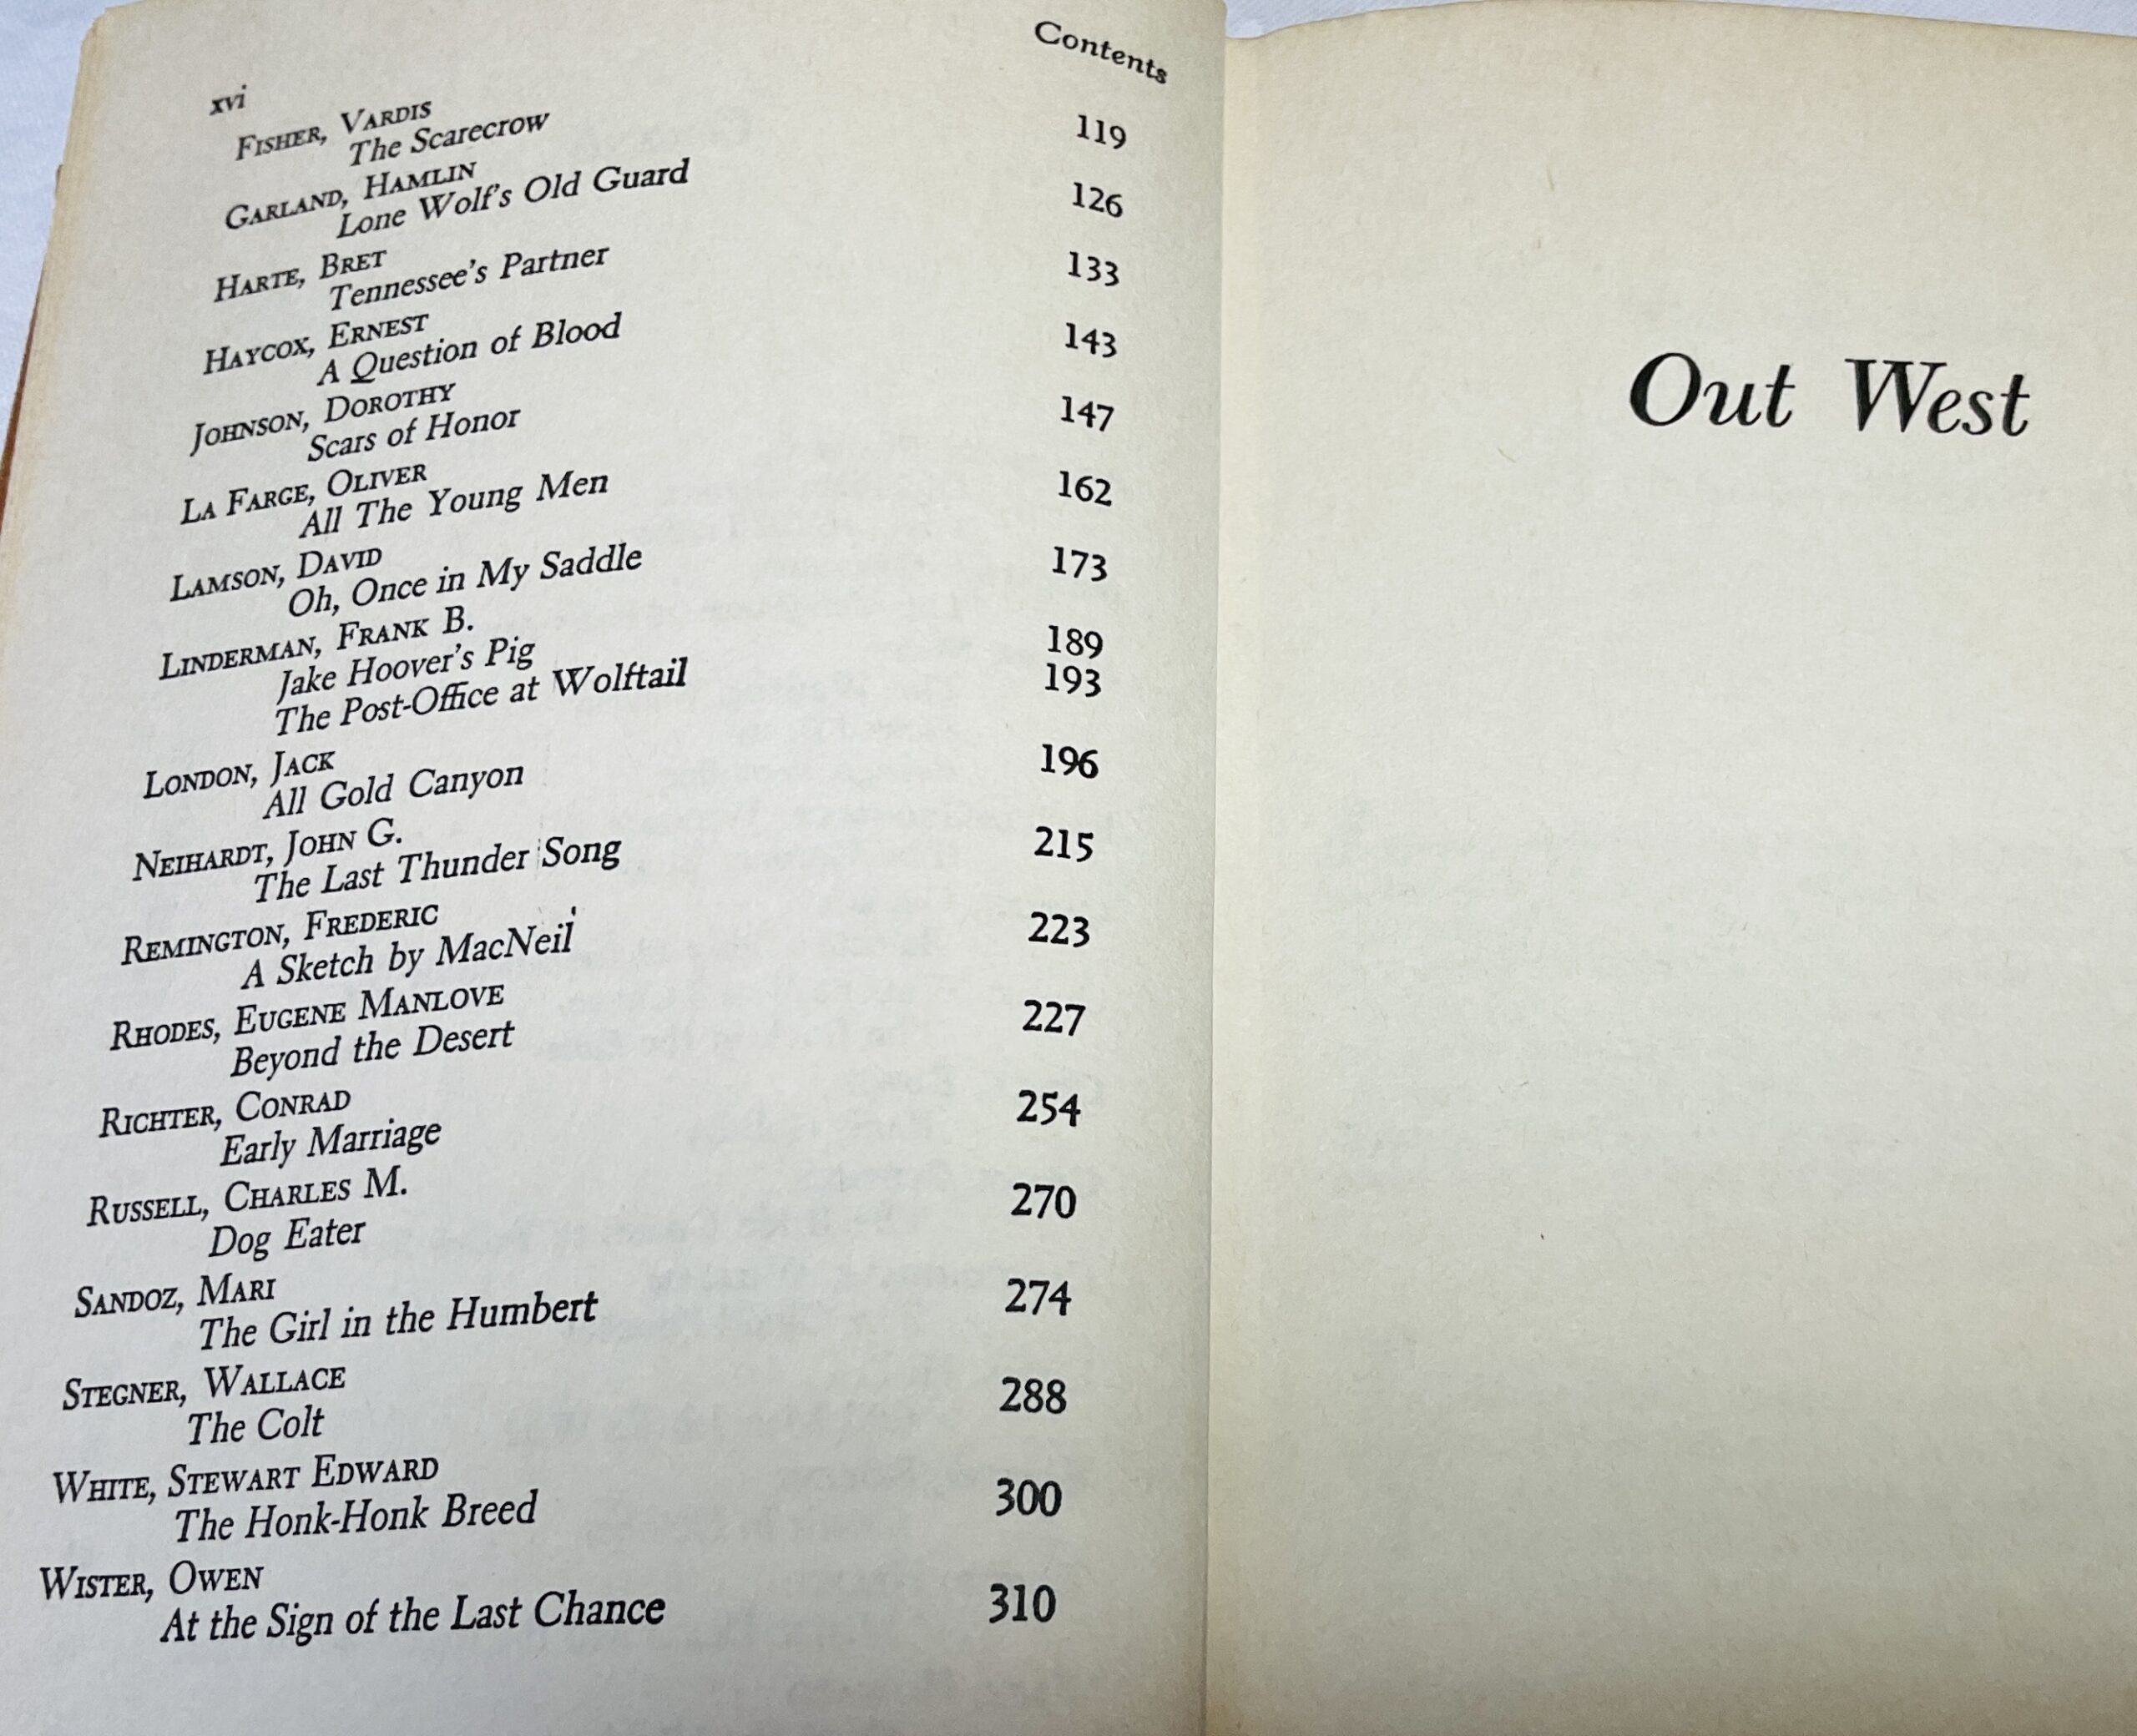 xvi
Contents
FISHER, VARDIS
The Scarecrow 119
GARLAND, HAMLIN
Lone Wolf's Old Guard 126
HARTE, BRET
Tennessee's Partner 133
HAYCOX, ERNEST
A Question of Blood 143
JOHNSON, DOROTHY
Scars of Honor 147
LA FARGE, OLIVER
All The Young Men 162
LAMSON, DAVID
Oh, Once in My Saddle 173
LINDERMAN, FRANK B.
Jake Hoover's Pig 189
The Post-Office at Wolftail 193
LONDON, JACK
All Gold Canyon 196
NEIHARDT, JOHN G.
The Last Thunder Song 215
REMINGTON, FREDERIC
A Sketch by MacNeil 223
RHODES, EUGENE MANLOVE
Beyond the Desert 227
RICHTER, CONRAD
Early Marriage 254
RUSSELL, CHARLES M.
Dog Eater 270
SANDOZ, MARI
The Girl in the Humbert 274
STEGNER, WALLACE
The Colt 288
WHITE, STEWART EDWARD
The Honk-Honk Breed 300
WISTER, OWEN
At the Sign of the Last Chance 310
Out West